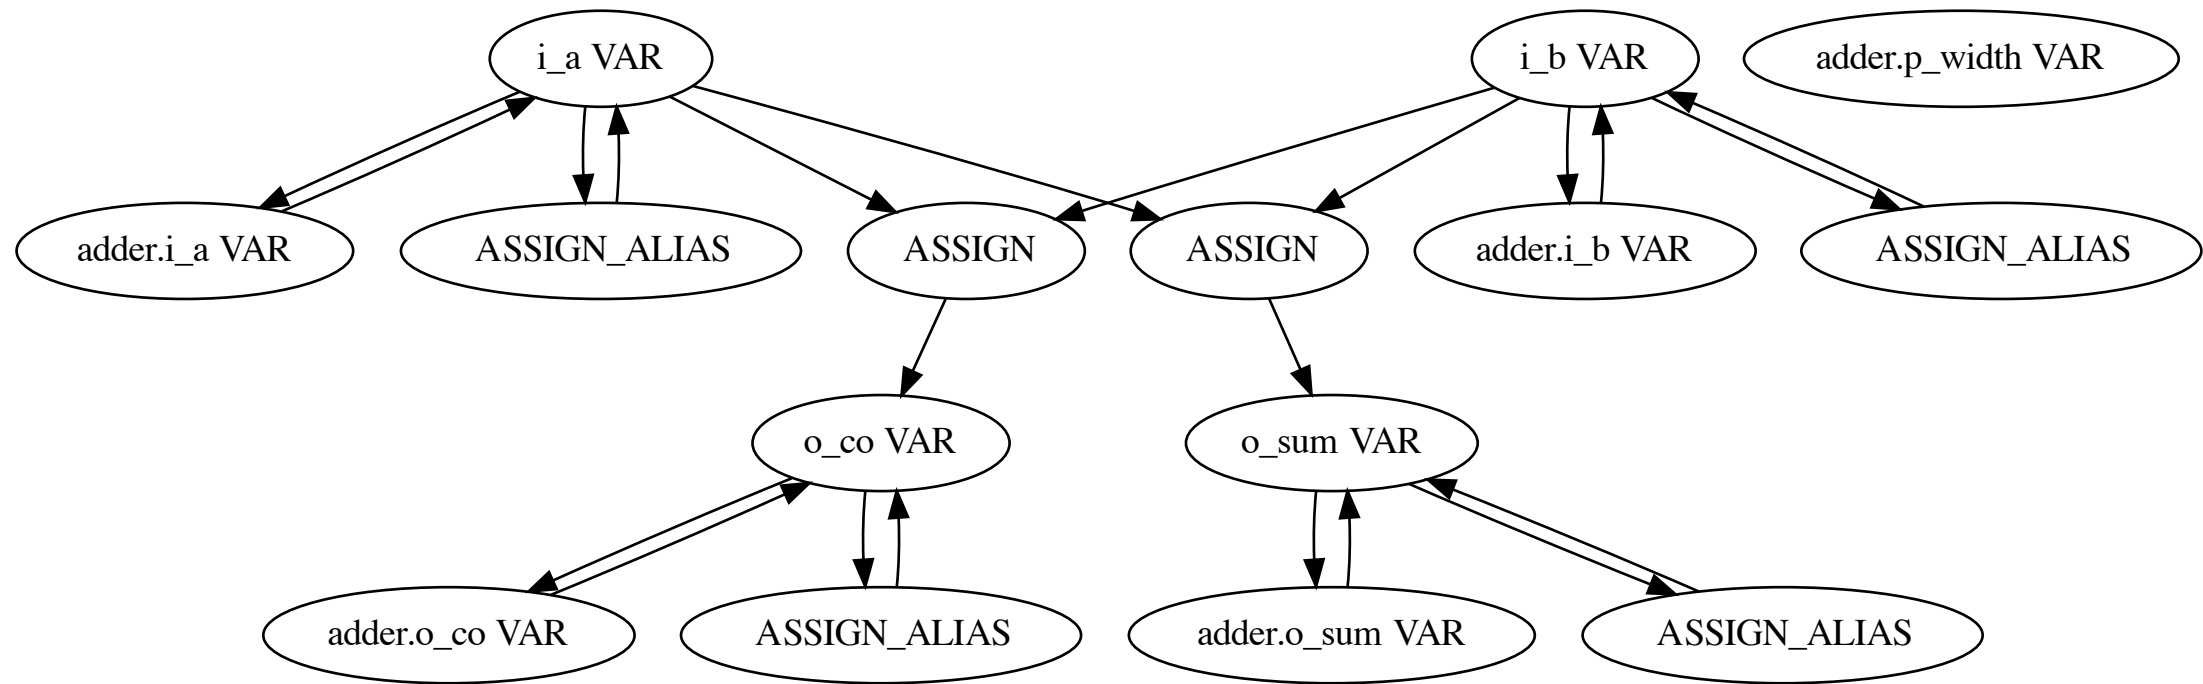 i_a VAR
i_b VAR
adder.p_width VAR
adder.i_a VAR
ASSIGN_ALIAS
ASSIGN
ASSIGN
adder.i_b VAR
ASSIGN_ALIAS
o_co VAR
o_sum VAR
adder.o_co VAR
ASSIGN_ALIAS
adder.o_sum VAR
ASSIGN_ALIAS